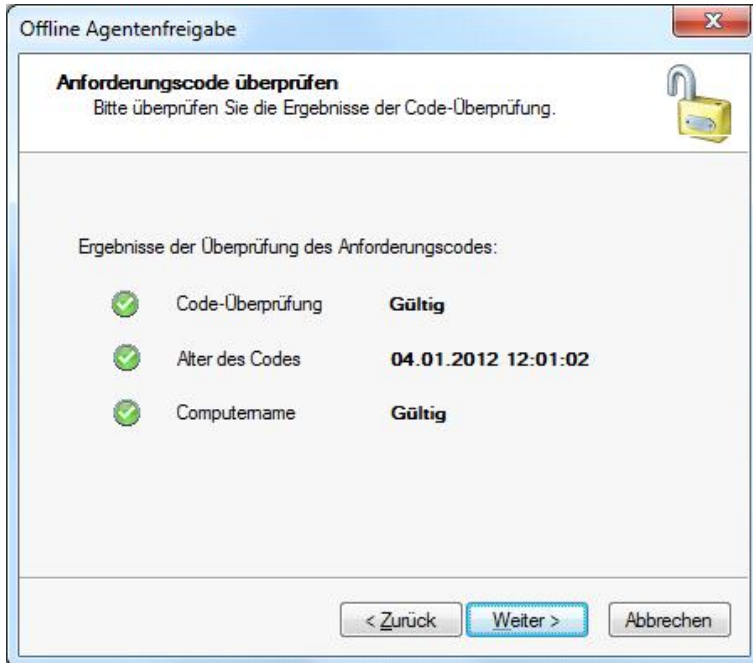 Offline Agentenfreigabe
Anforderungscode überprüfen
Bitte überprüfen Sie die Ergebnisse der Code-Überprüfung.
Ergebnisse der Überprüfung des Anforderungscodes:
Code-Überprüfung Gültig
Alter des Codes 04.01.2012 12:01:02
Computername Gültig
< Zurück Weiter > Abbrechen